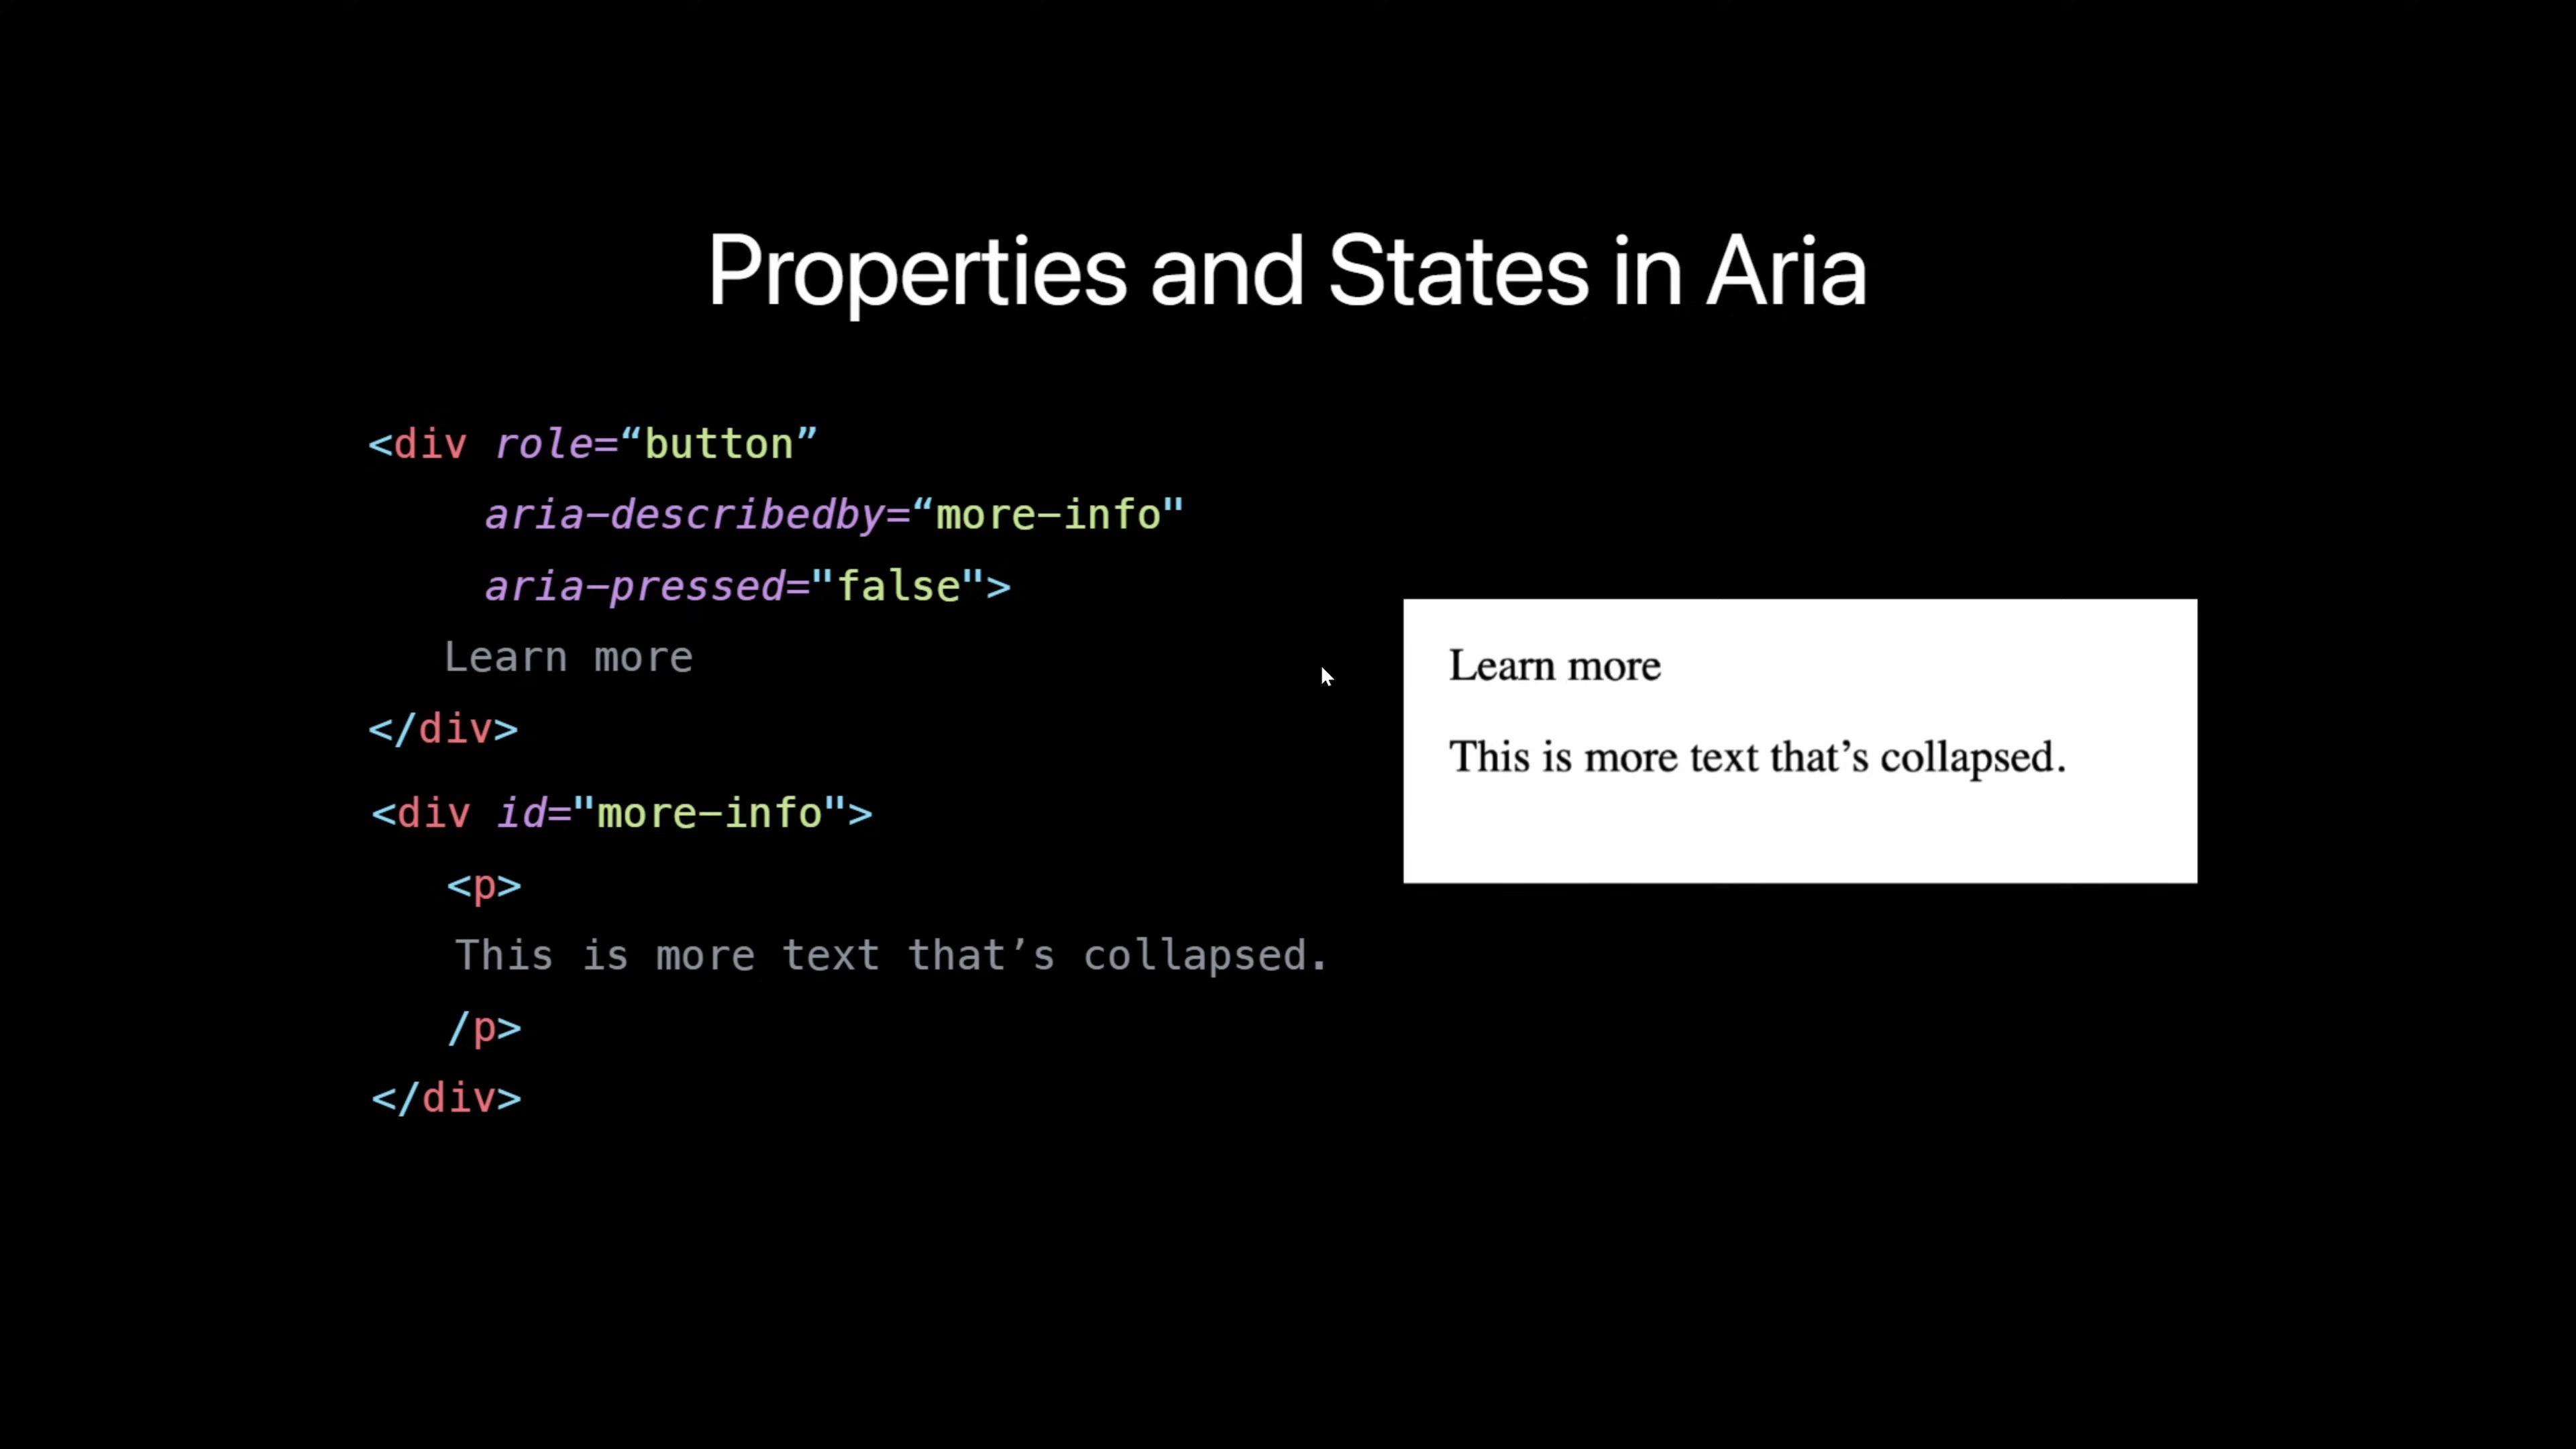 Properties and States in Aria
<div role=“button”
aria-describedby=“more-info"
aria-pressed="false">
Learn more
</div>
<div id="more-info">
<p>
This is more text that’s collapsed.
/p>
</div>
Learn more
This is more text that’s collapsed.